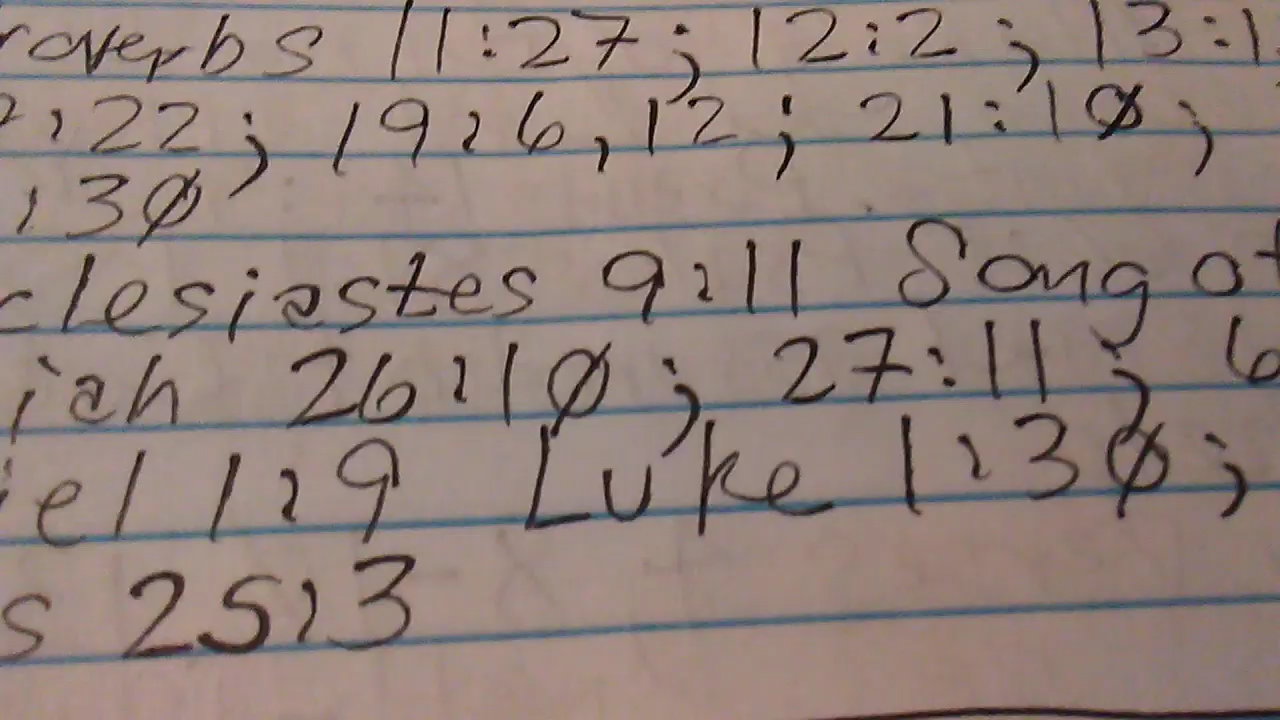 roverbs 11:27; 12:2; 13:1
2:22; 19:6,12; 21:10;
:30
clesiastes 9:11 Song of
iah 26:10; 27:11; 6
iel 1:9 Luke 1:30;
s 25:3